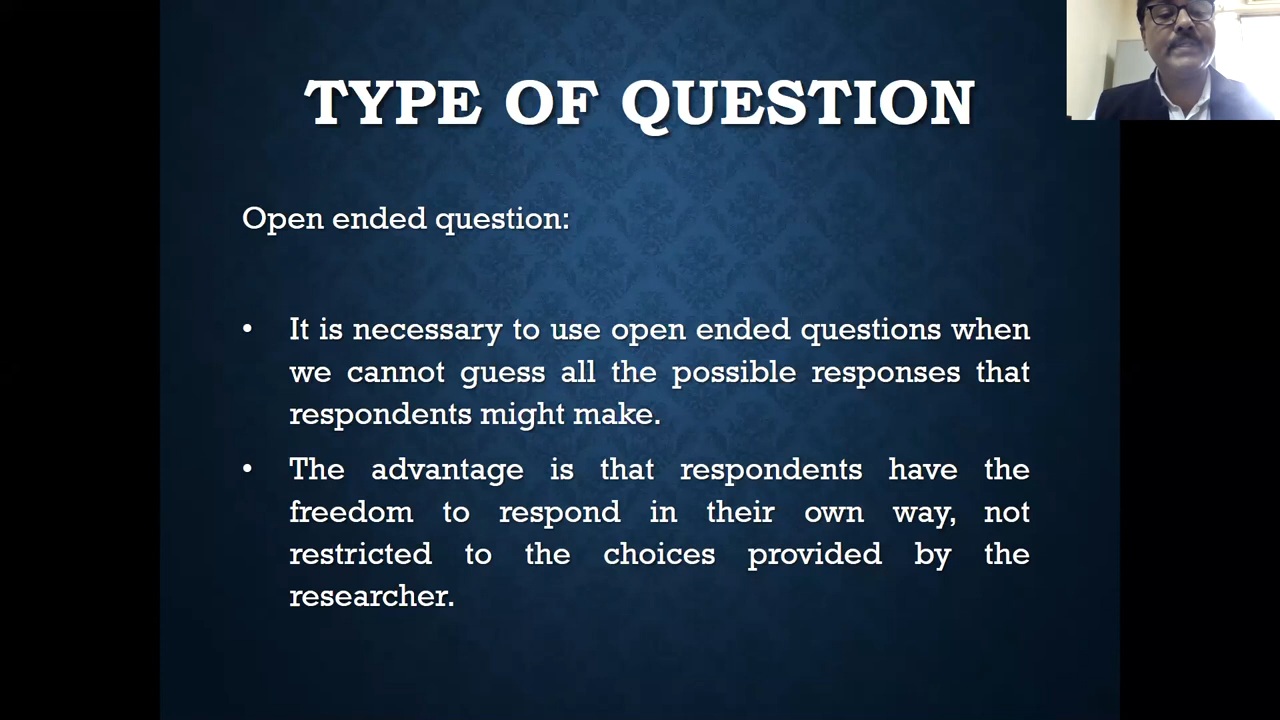 TYPE OF QUESTION
Open ended question:
• It is necessary to use open ended questions when
we cannot guess all the possible responses that
respondents might make.
• The advantage is that respondents have the
freedom to respond in their own way, not
restricted to the choices provided by the
researcher.